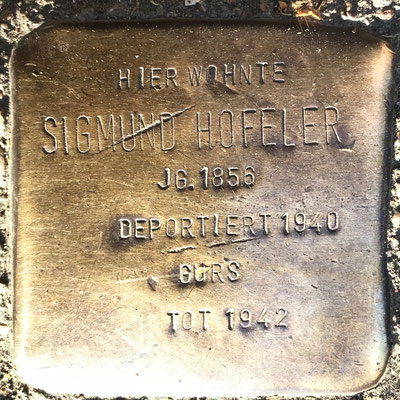 HIER WOHNTE
SIGMUND HOFELER
JG. 1856
DEPORTIERT 1940
GURS
TOT 1942